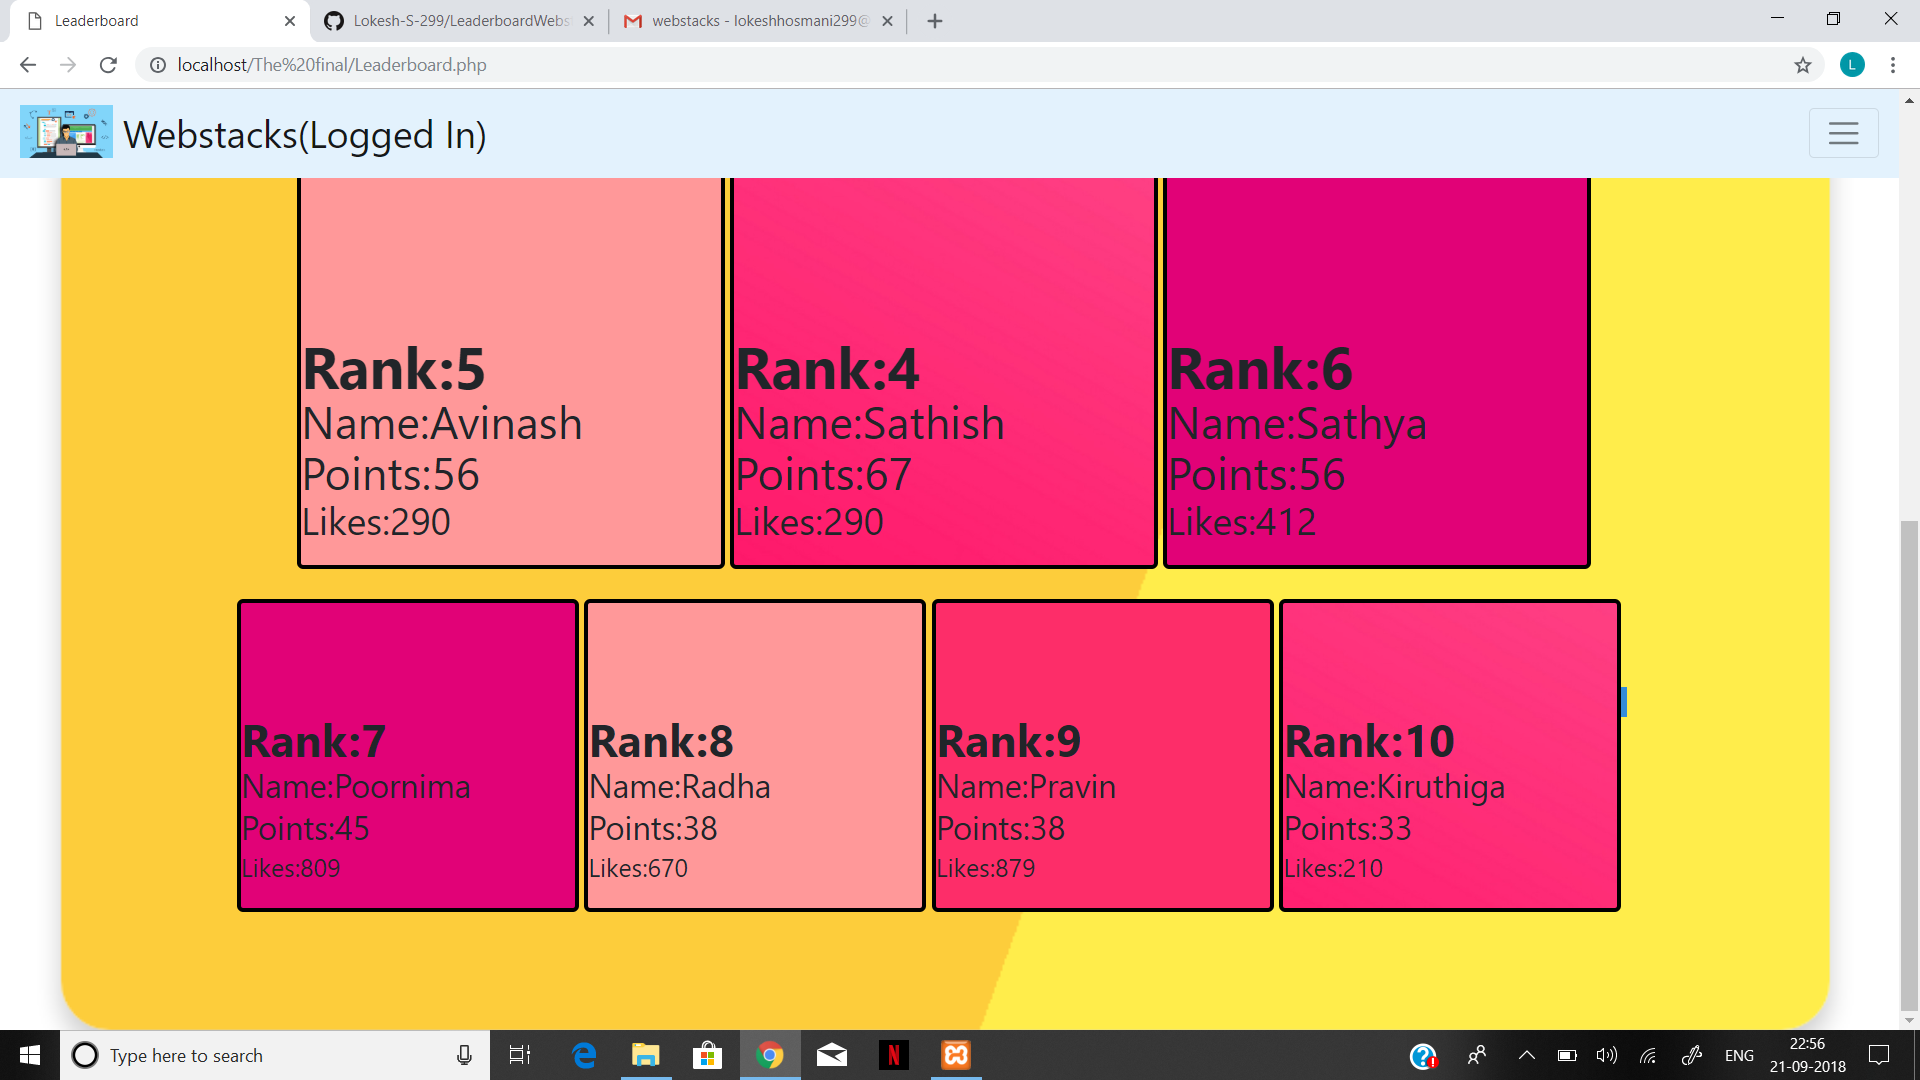 Leaderboard
Lokesh-S-299/LeaderboardWebs
webstacks - lokeshhosmani299@
localhost/The%20final/Leaderboard.php
L
Webstacks(Logged In)
Rank:5
Name:Avinash
Points:56
Likes:290
Rank:4
Name:Sathish
Points:67
Likes:290
Rank:6
Name:Sathya
Points:56
Likes:412
Rank:7
Name:Poornima
Points:45
Likes:809
Rank:8
Name:Radha
Points:38
Likes:670
Rank:9
Name:Pravin
Points:38
Likes:879
Rank:10
Name:Kiruthiga
Points:33
Likes:210
Type here to search
N
ENG
22:56
21-09-2018